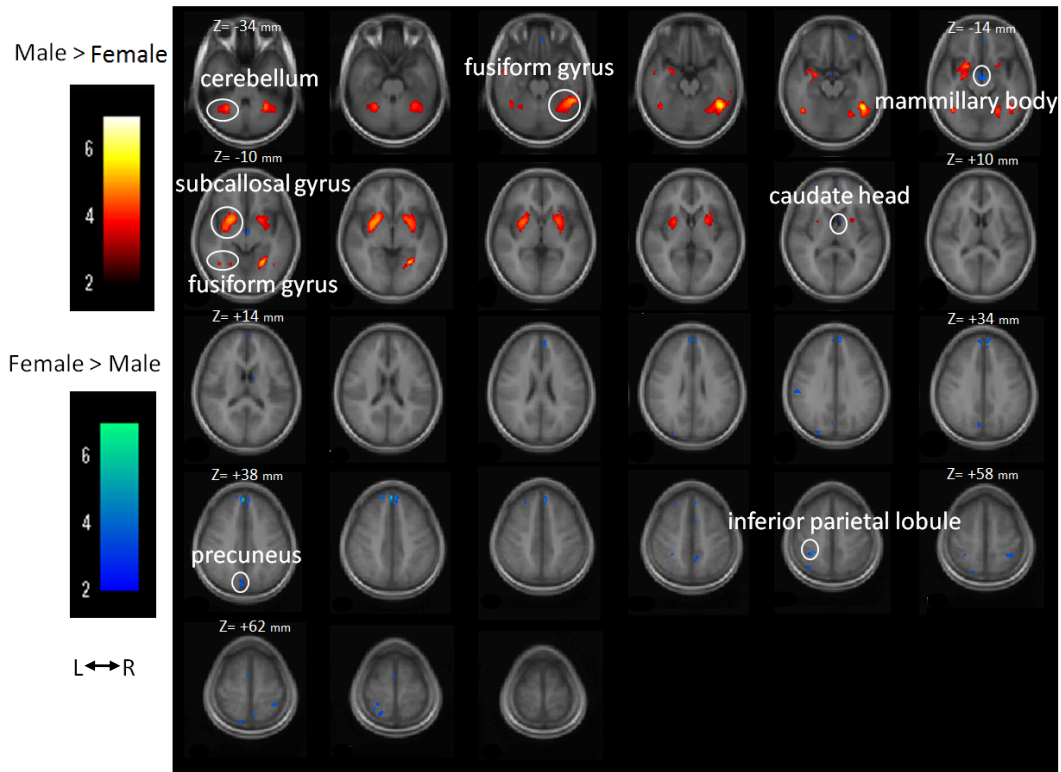 Male > Female
6
4
2
Female > Male
6
4
2
L R
Z= -34 mm
cerebellum
fusiform gyrus
Z= -14 mm
mammillary body
Z= -10 mm
subcallosal gyrus
fusiform gyrus
caudate head
Z= +10 mm
Z= +14 mm
Z= +34 mm
Z= +38 mm
precuneus
inferior parietal lobule
Z= +58 mm
Z= +62 mm